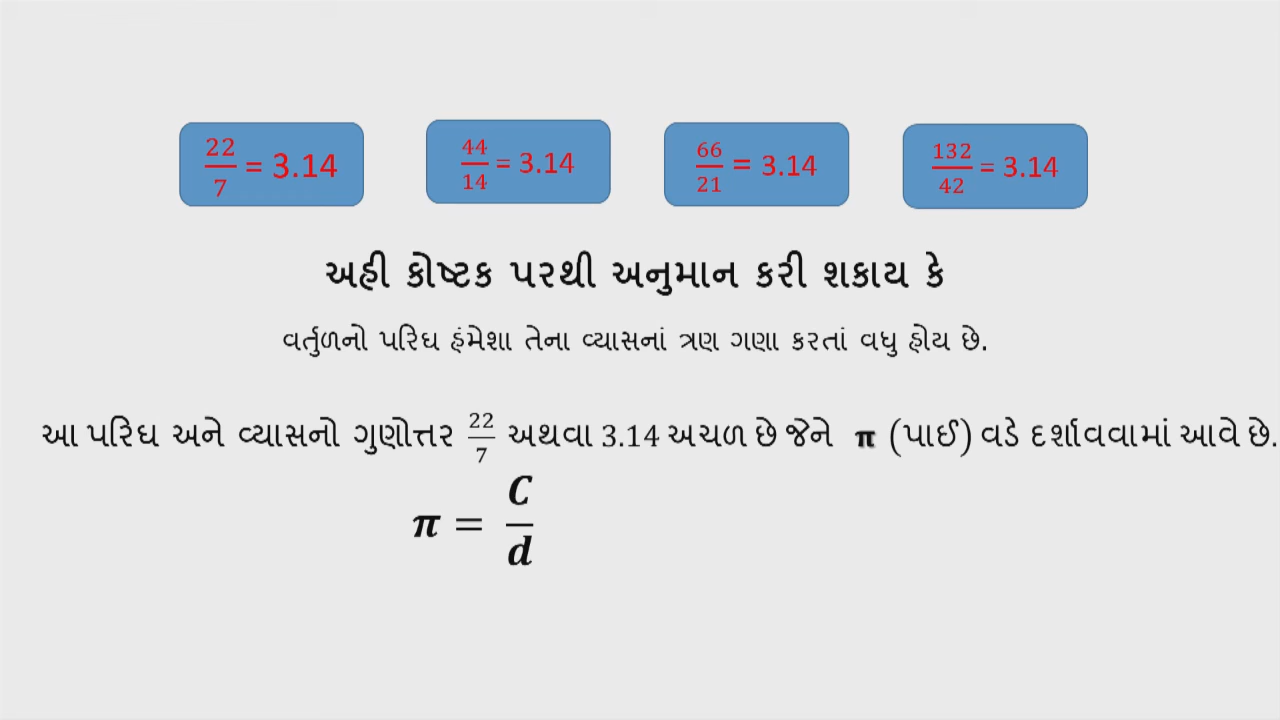 22/7 = 3.14 44/14 = 3.14 66/21 = 3.14 132/42 = 3.14
અહી કોષ્ટક પરથી અનુમાન કરી શકાય કે
વર્તુળનો પરિઘ હંમેશા તેના વ્યાસનાં ત્રણ ગણા કરતાં વધુ હોય છે.
આ પરિઘ અને વ્યાસનો ગુણોત્તર 22/7 અથવા 3.14 અચળ છે જેને π (પાઈ) વડે દર્શાવવામાં આવે છે.
π = C/d